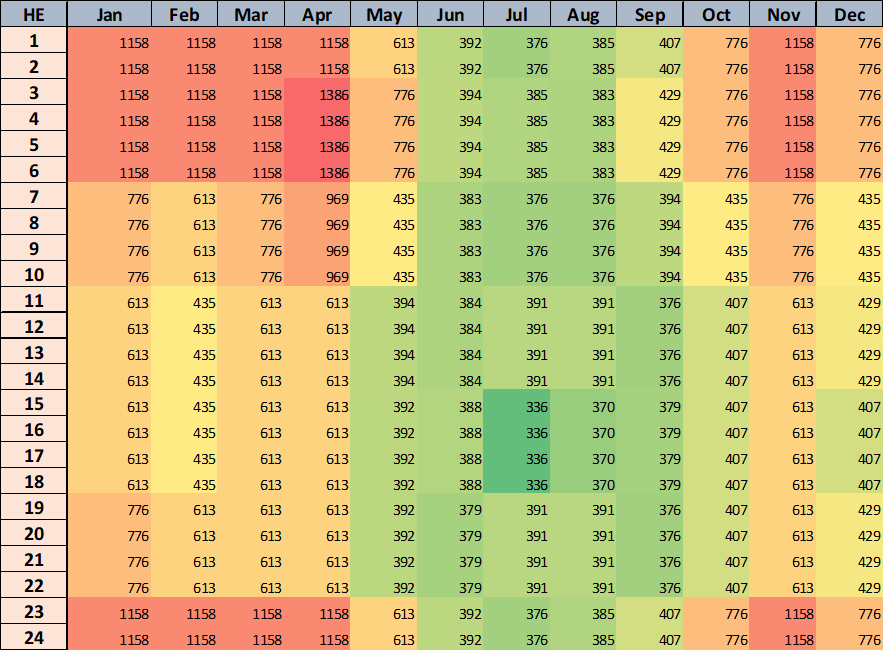 HE Jan Feb Mar Apr May Jun Jul Aug Sep Oct Nov Dec
1 1158 1158 1158 1158 613 392 376 385 407 776 1158 776
2 1158 1158 1158 1158 613 392 376 385 407 776 1158 776
3 1158 1158 1158 1386 776 394 385 383 429 776 1158 776
4 1158 1158 1158 1386 776 394 385 383 429 776 1158 776
5 1158 1158 1158 1386 776 394 385 383 429 776 1158 776
6 1158 1158 1158 1386 776 394 385 383 429 776 1158 776
7 776 613 776 969 435 383 376 376 394 435 776 435
8 776 613 776 969 435 383 376 376 394 435 776 435
9 776 613 776 969 435 383 376 376 394 435 776 435
10 776 613 776 969 435 383 376 376 394 435 776 435
11 613 435 613 613 394 384 391 391 376 407 613 429
12 613 435 613 613 394 384 391 391 376 407 613 429
13 613 435 613 613 394 384 391 391 376 407 613 429
14 613 435 613 613 394 384 391 391 376 407 613 429
15 613 435 613 613 392 388 336 370 379 407 613 407
16 613 435 613 613 392 388 336 370 379 407 613 407
17 613 435 613 613 392 388 336 370 379 407 613 407
18 613 435 613 613 392 388 336 370 379 407 613 407
19 776 613 613 613 392 379 391 391 376 407 613 429
20 776 613 613 613 392 379 391 391 376 407 613 429
21 776 613 613 613 392 379 391 391 376 407 613 429
22 776 613 613 613 392 379 391 391 376 407 613 429
23 1158 1158 1158 1158 613 392 376 385 407 776 1158 776
24 1158 1158 1158 1158 613 392 376 385 407 776 1158 776